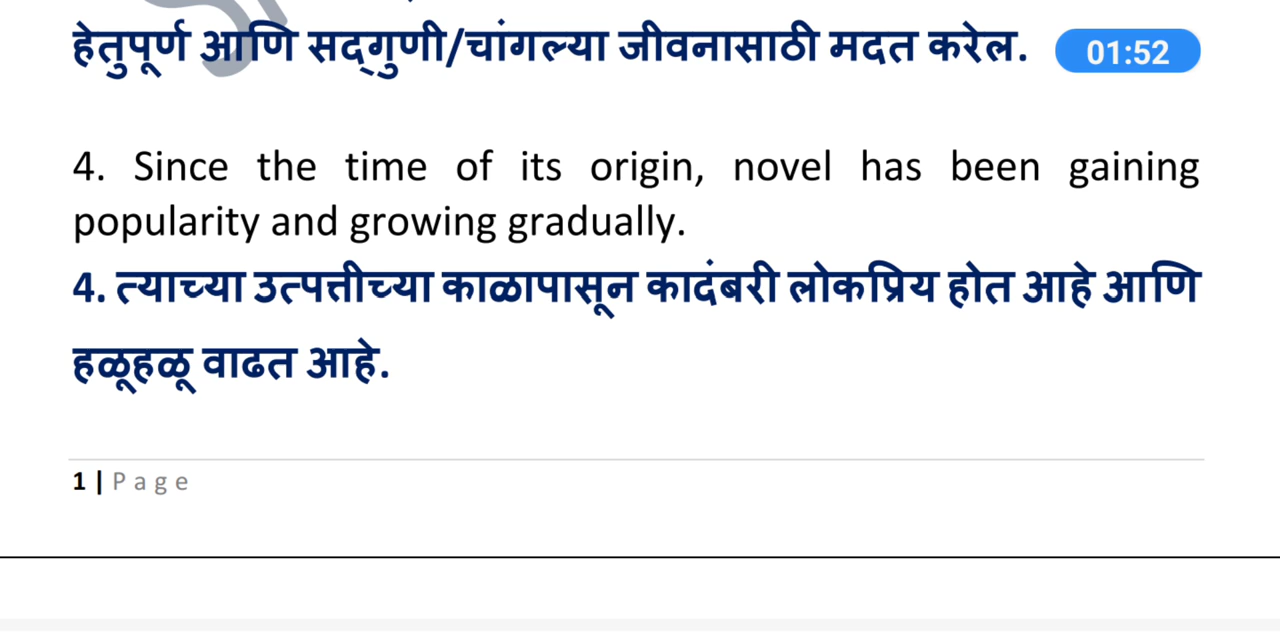 हेतुपूर्ण आणि सद्‌गुणी/चांगल्या जीवनासाठी मदत करेल. 01:52
4. Since the time of its origin, novel has been gaining
popularity and growing gradually.
4. त्याच्या उत्पत्तीच्या काळापासून कादंबरी लोकप्रिय होत आहे आणि
हळूहळू वाढत आहे.
1 | Page